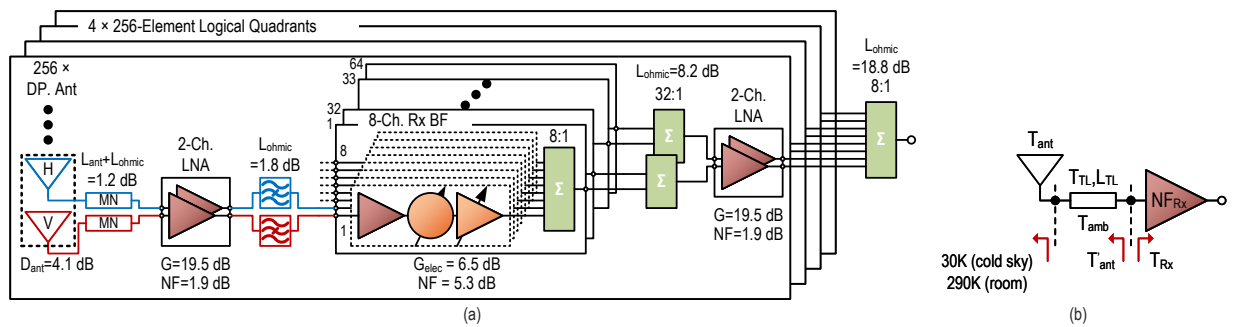 4 × 256-Element Logical Quadrants
256 ×
DP. Ant
H
V
D_ant=4.1 dB
L_ant+L_ohmic
=1.2 dB
MN
MN
2-Ch.
LNA
G=19.5 dB
NF=1.9 dB
L_ohmic
=1.8 dB
64
33
32
1
8-Ch. Rx BF
8
1
8:1
Σ
G_elec = 6.5 dB
NF = 5.3 dB
L_ohmic=8.2 dB
32:1
Σ
Σ
2-Ch.
LNA
G=19.5 dB
NF=1.9 dB
L_ohmic
=18.8 dB
8:1
Σ
(a)
T_ant
T_TL,L_TL
T_amb
NF_Rx
30K (cold sky)
290K (room)
T'_ant
T_Rx
(b)